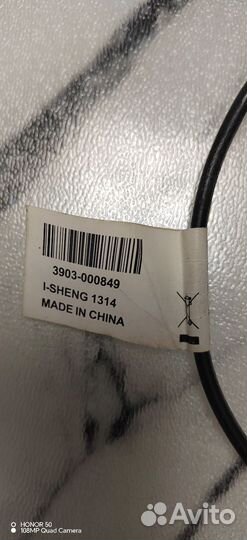 3903-000849
I-SHENG 1314
MADE IN CHINA
HONOR 50
108MP Quad Camera
Avito